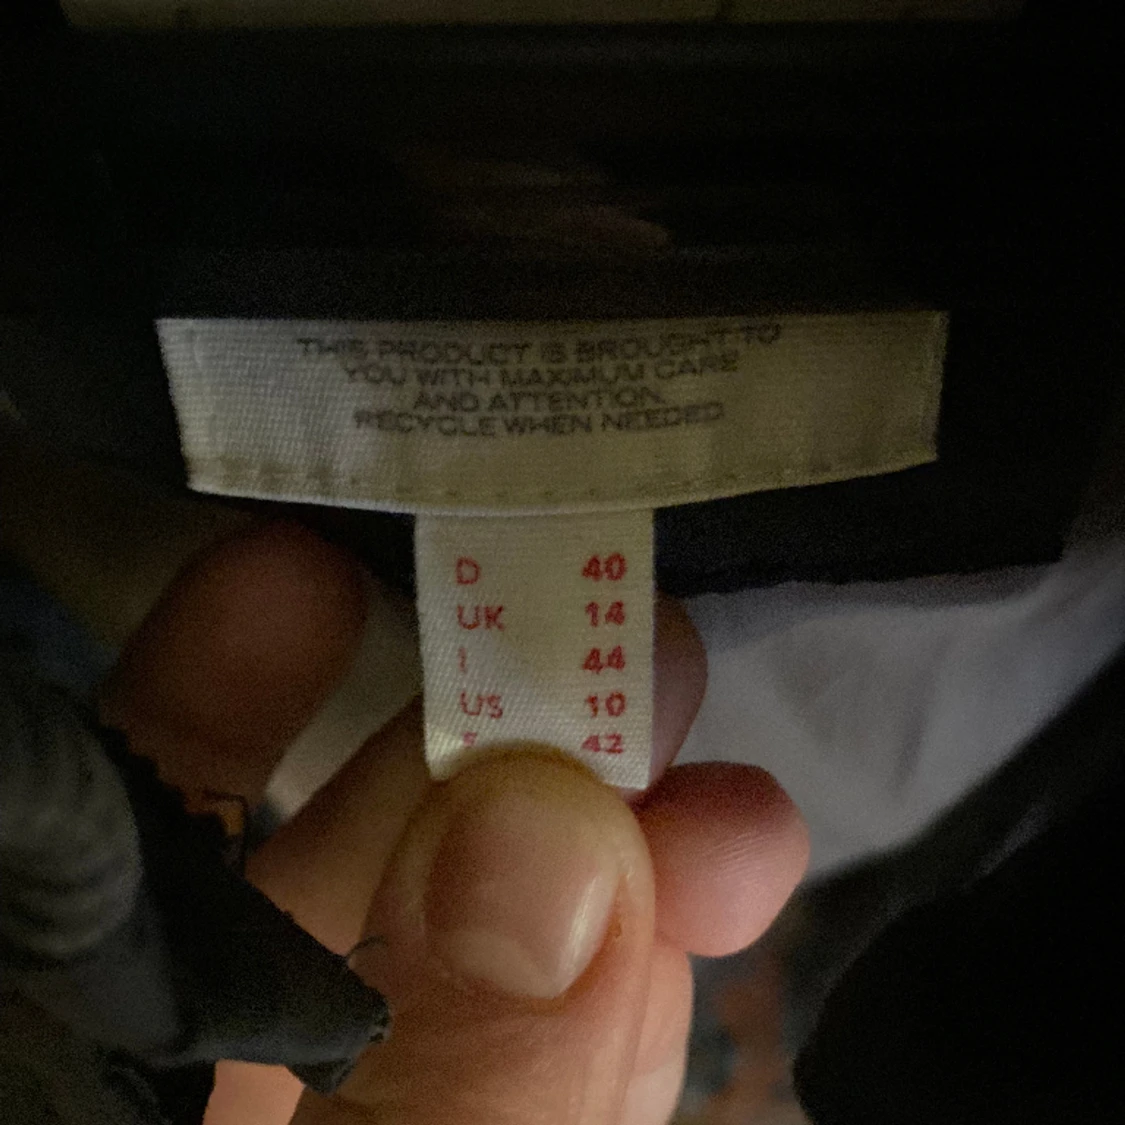 THIS PRODUCT IS BROUGHT TO
YOU WITH MAXIMUM CARE
AND ATTENTION.
RECYCLE WHEN NEEDED
D 40
UK 14
I 44
US 10
42